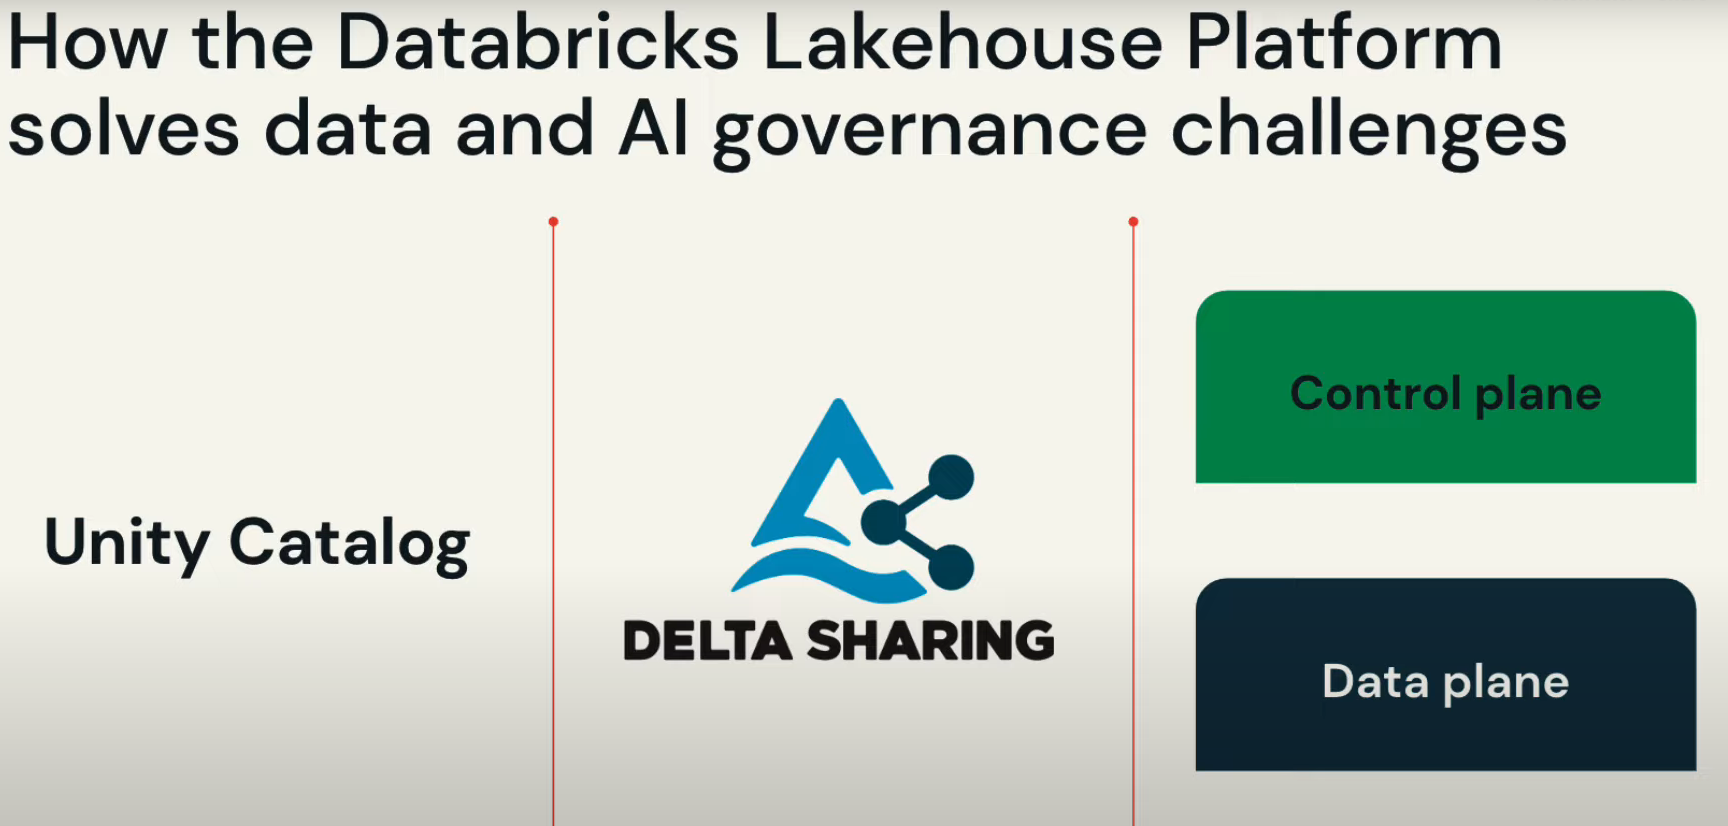 How the Databricks Lakehouse Platform
solves data and AI governance challenges
Unity Catalog
DELTA SHARING
Control plane
Data plane